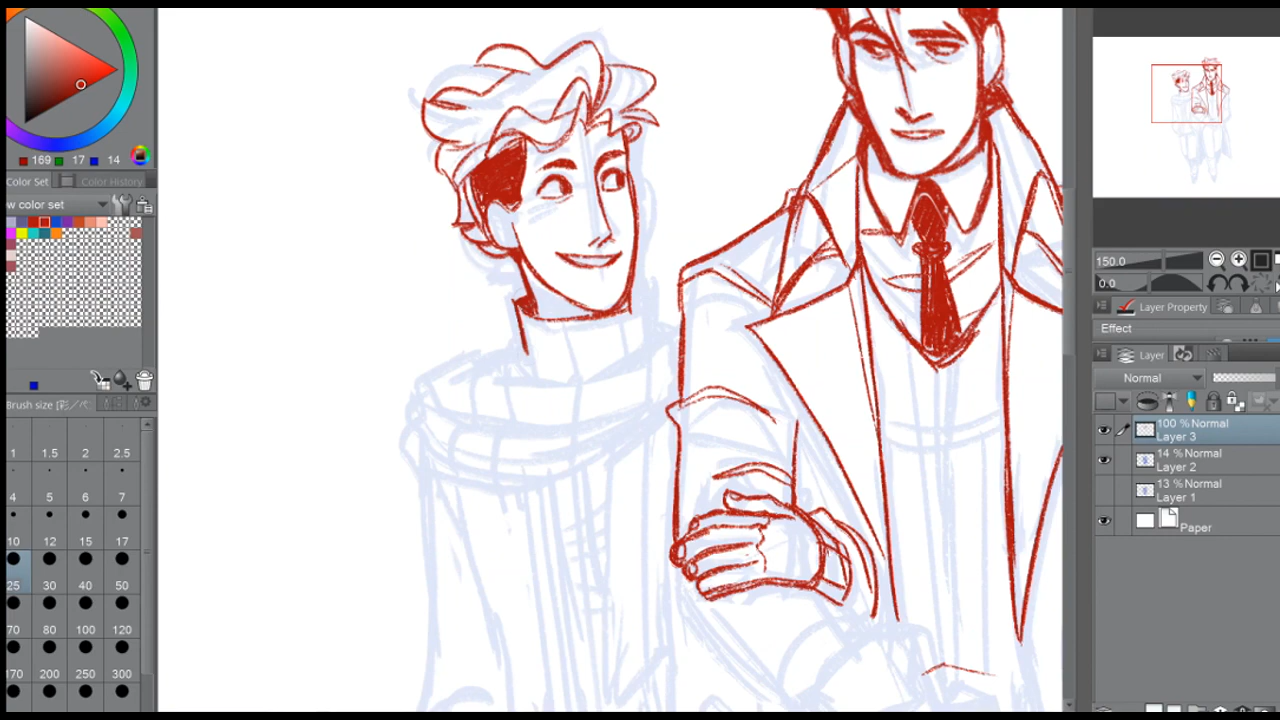 169 17 14
Color Set Color History
w color set
Brush size [彩／ペ
1 1.5 2 2.5
4 5 6 7
10 12 15 17
25 30 40 50
70 80 100 120
170 200 250 300
150.0
0.0
Layer Property
Effect
Layer
Normal
100 %Normal
Layer 3
14 %Normal
Layer 2
13 %Normal
Layer 1
Paper